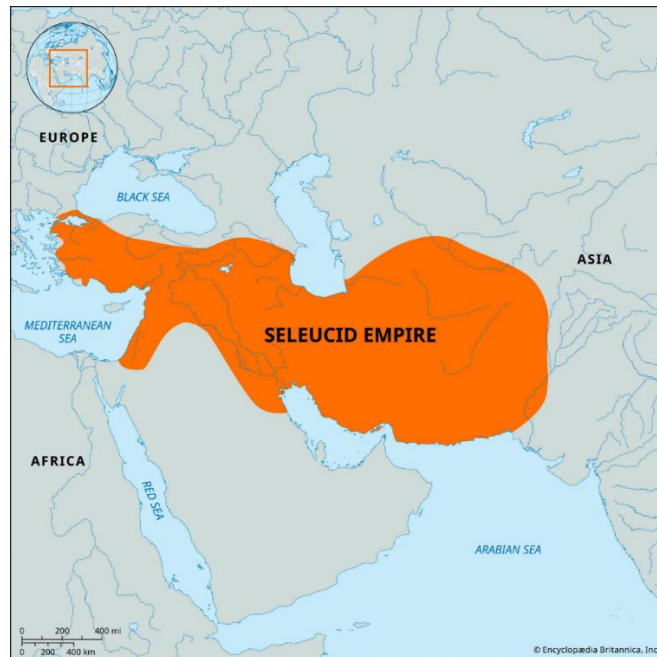 EUROPE
BLACK SEA
ASIA
MEDITERRANEAN
SEA
SELEUCID EMPIRE
AFRICA
RED SEA
ARABIAN SEA
0 200 400 mi
0 200 400 km
© Encyclopædia Britannica, Inc.